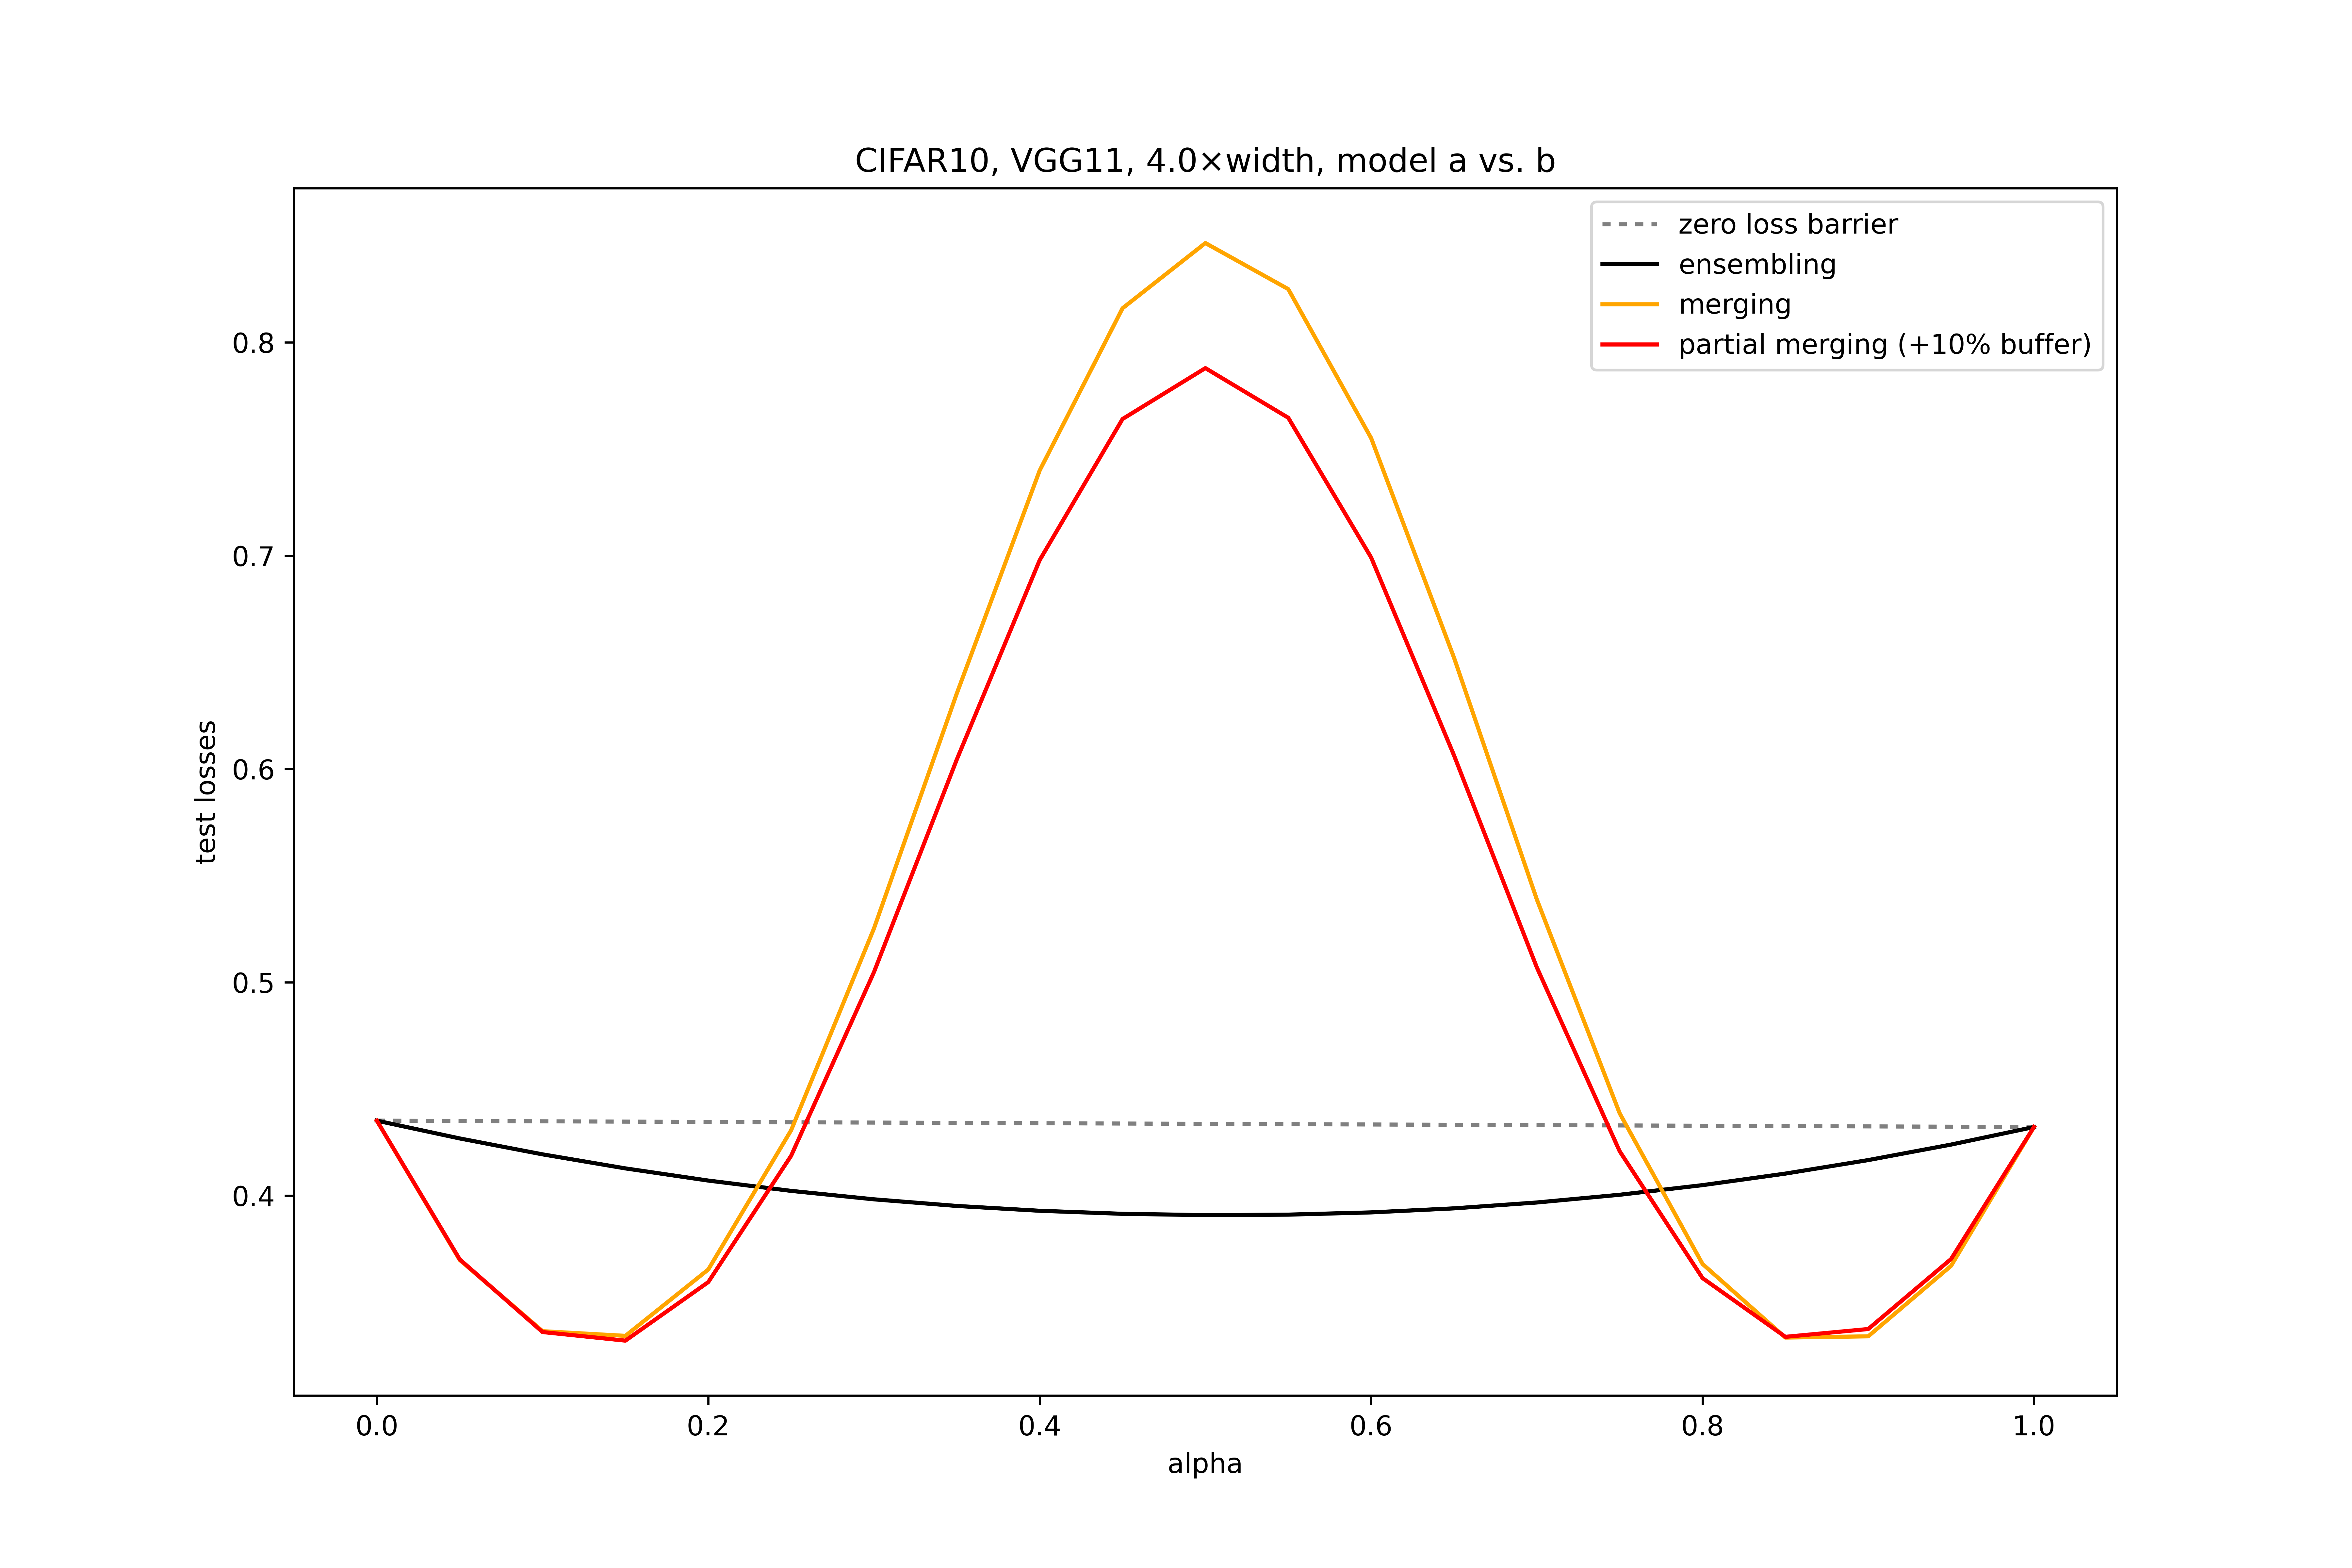 CIFAR10, VGG11, 4.0×width, model a vs. b
zero loss barrier
ensembling
merging
partial merging (+10% buffer)
test losses
0.8
0.7
0.6
0.5
0.4
0.0 0.2 0.4 0.6 0.8 1.0
alpha